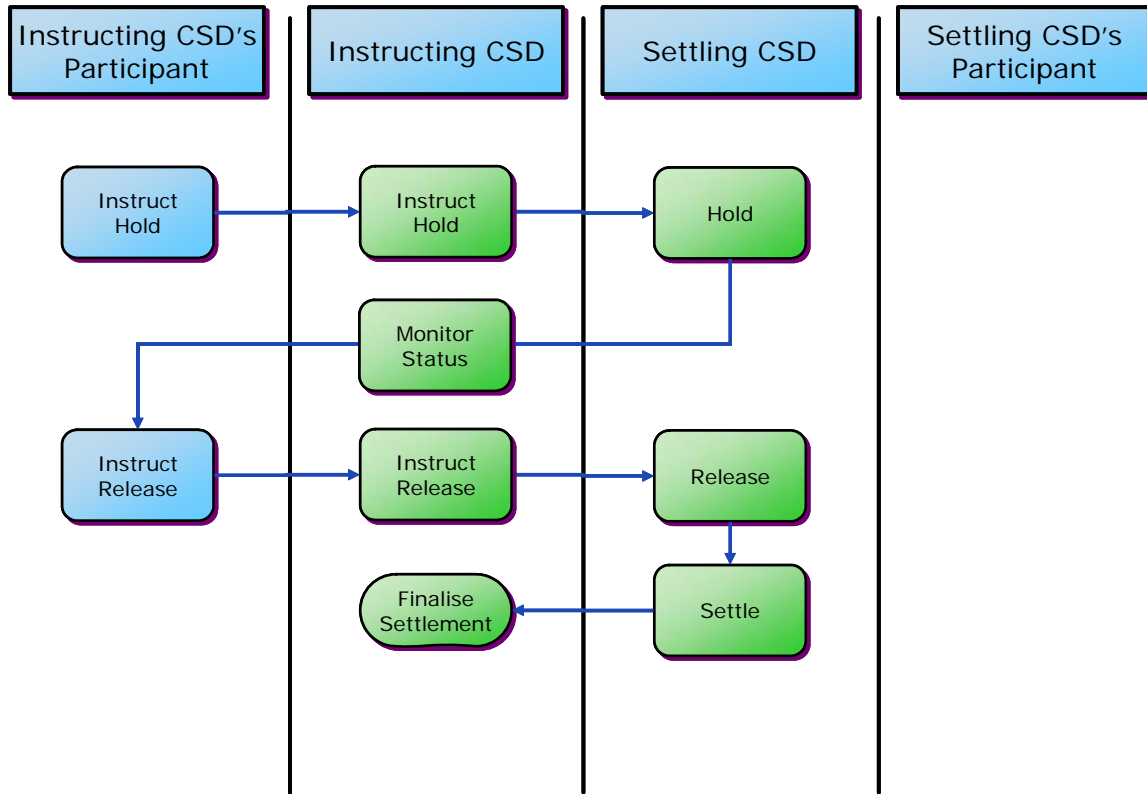 Instructing CSD's
Participant
Instructing CSD
Settling CSD
Settling CSD's
Participant
Instruct
Hold
Instruct
Hold
Hold
Monitor
Status
Instruct
Release
Instruct
Release
Release
Finalise
Settlement
Settle